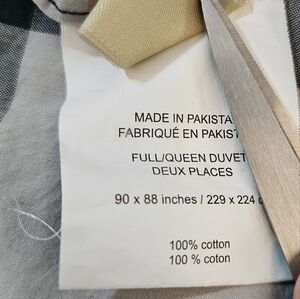 MADE IN PAKISTA
FABRIQUÉ EN PAKIST
FULL/QUEEN DUVET
DEUX PLACES
90 x 88 inches / 229 x 224 c
100% cotton
100 % coton